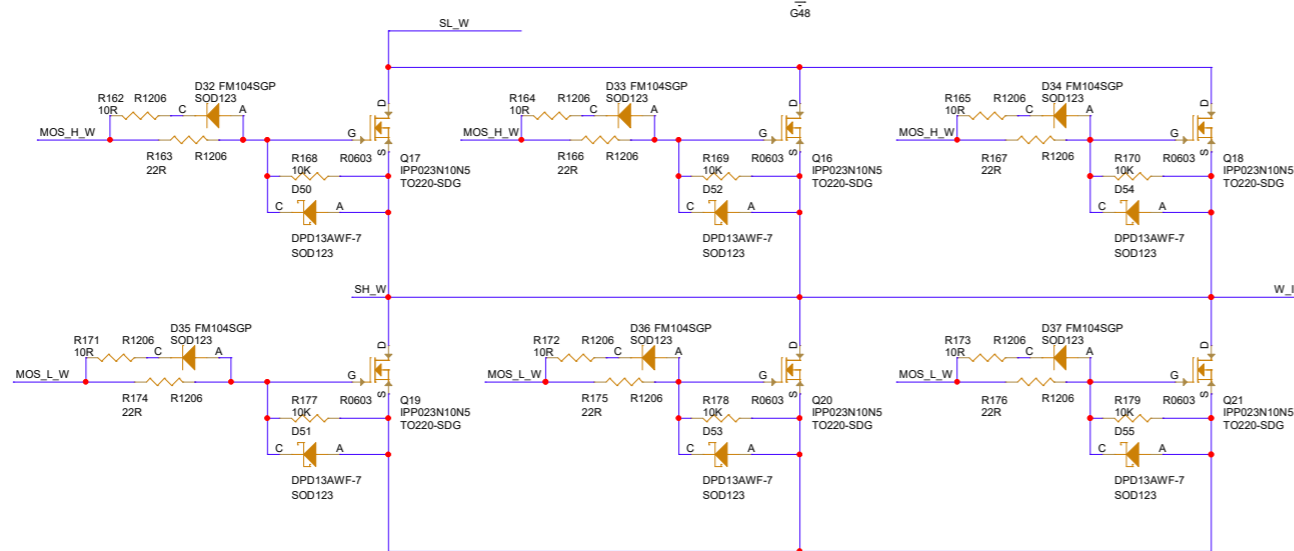 G48
SL_W
D32 FM104SGP
SOD123
R162 R1206
10R
C A
D
MOS_H_W
G
R163 R1206
22R
S
R168 R0603
10K
Q17
IPP023N10N5
TO220-SDG
D50
C A
DPD13AWF-7
SOD123
D33 FM104SGP
SOD123
R164 R1206
10R
C A
D
MOS_H_W
G
R166 R1206
22R
S
R169 R0603
10K
Q16
IPP023N10N5
TO220-SDG
D52
C A
DPD13AWF-7
SOD123
D34 FM104SGP
SOD123
R165 R1206
10R
C A
D
MOS_H_W
G
R167 R1206
22R
S
R170 R0603
10K
Q18
IPP023N10N5
TO220-SDG
D54
C A
DPD13AWF-7
SOD123
SH_W
W_I
D35 FM104SGP
SOD123
R171 R1206
10R
C A
D
MOS_L_W
G
R174 R1206
22R
S
R177 R0603
10K
Q19
IPP023N10N5
TO220-SDG
D51
C A
DPD13AWF-7
SOD123
D36 FM104SGP
SOD123
R172 R1206
10R
C A
D
MOS_L_W
G
R175 R1206
22R
S
R178 R0603
10K
Q20
IPP023N10N5
TO220-SDG
D53
C A
DPD13AWF-7
SOD123
D37 FM104SGP
SOD123
R173 R1206
10R
C A
D
MOS_L_W
G
R176 R1206
22R
S
R179 R0603
10K
Q21
IPP023N10N5
TO220-SDG
D55
C A
DPD13AWF-7
SOD123